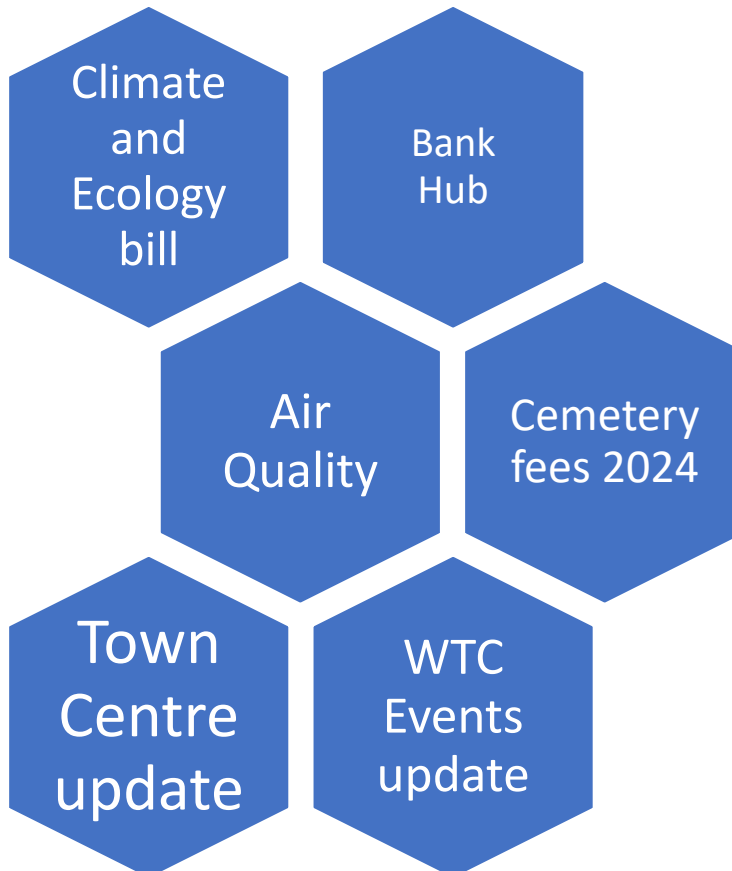 Climate
and
Ecology
bill
Bank
Hub
Air
Quality
Cemetery
fees 2024
Town
Centre
update
WTC
Events
update